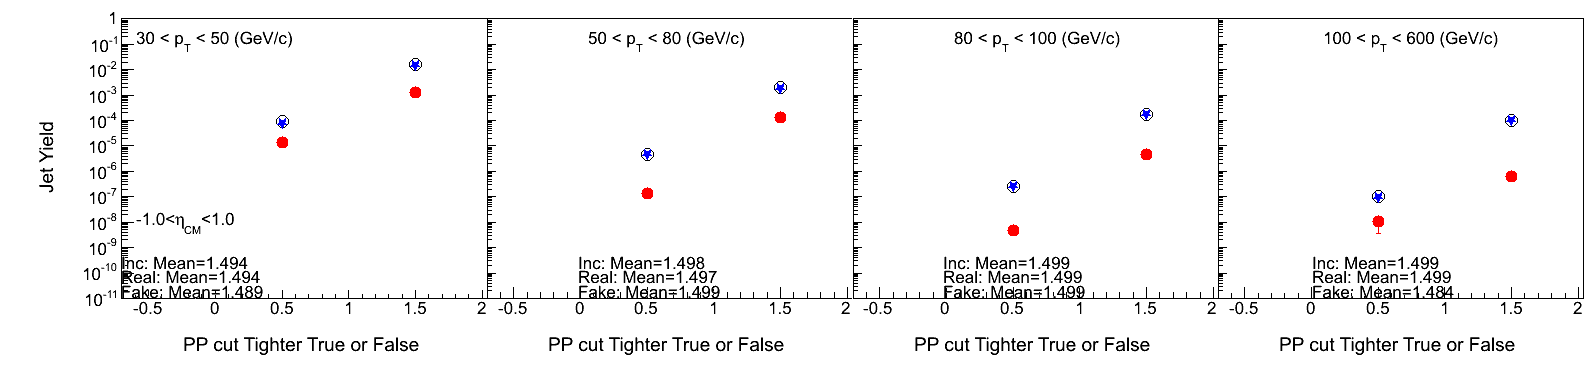 30 < pT < 50 (GeV/c)
50 < pT < 80 (GeV/c)
80 < pT < 100 (GeV/c)
100 < pT < 600 (GeV/c)
Jet Yield
1
10-1
10-2
10-3
10-4
10-5
10-6
10-7
10-8
10-9
10-10
10-11
-1.0<ηCM<1.0
Inc: Mean=1.494
Real: Mean=1.494
Fake: Mean=1.489
Inc: Mean=1.498
Real: Mean=1.497
Fake: Mean=1.499
Inc: Mean=1.499
Real: Mean=1.499
Fake: Mean=1.499
Inc: Mean=1.499
Real: Mean=1.499
Fake: Mean=1.484
-0.5 0 0.5 1 1.5 2
-0.5 0 0.5 1 1.5 2
-0.5 0 0.5 1 1.5 2
-0.5 0 0.5 1 1.5 2
PP cut Tighter True or False
PP cut Tighter True or False
PP cut Tighter True or False
PP cut Tighter True or False